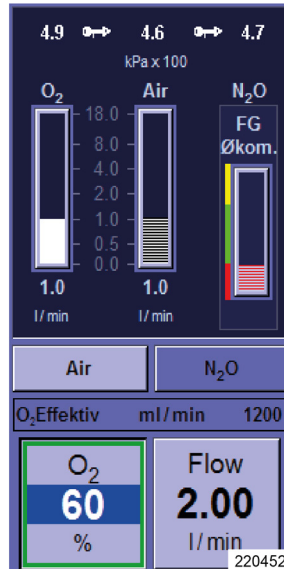 4.9 4.6 4.7
kPa x 100
O₂ Air N₂O
18.0
8.0
4.0
2.0
1.0
0.5
0.0
FG
Økom.
1.0 1.0
l / min l / min
Air N₂O
O₂Effektiv ml / min 1200
O₂ Flow
60 2.00
% l / min
220452